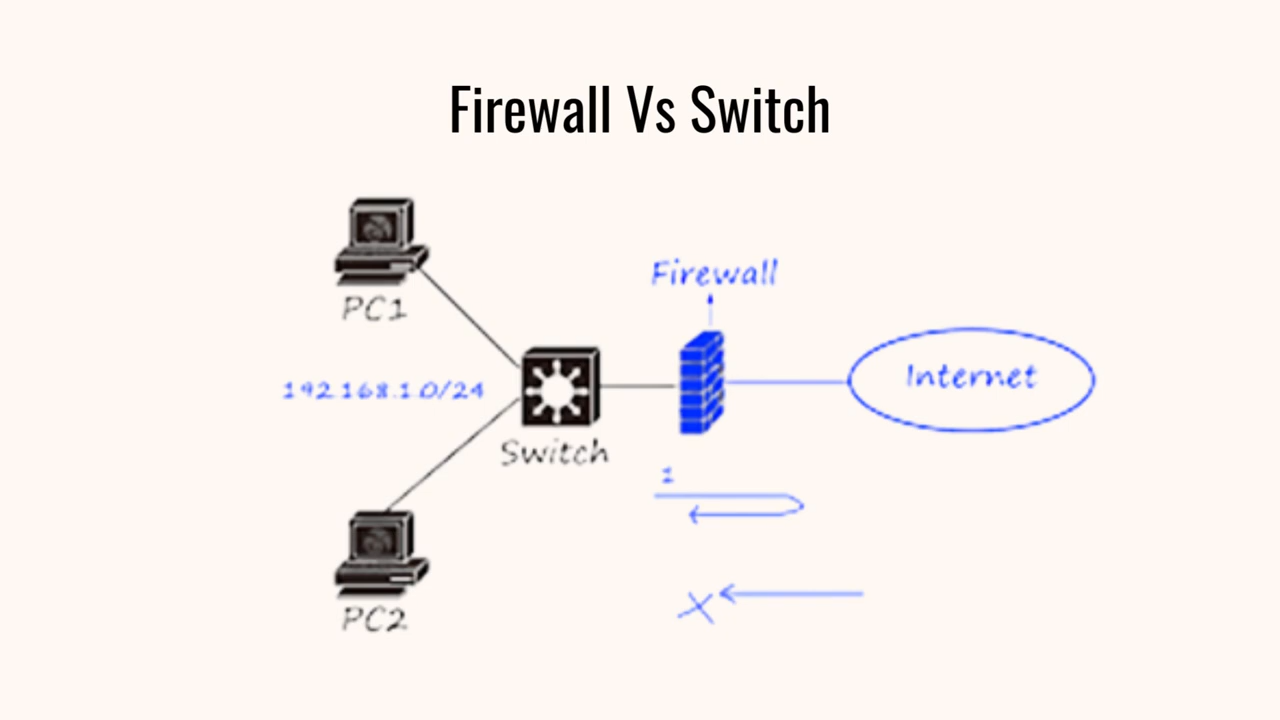 Firewall Vs Switch
PC1
Firewall
192.168.1.0/24
Internet
Switch
1
PC2